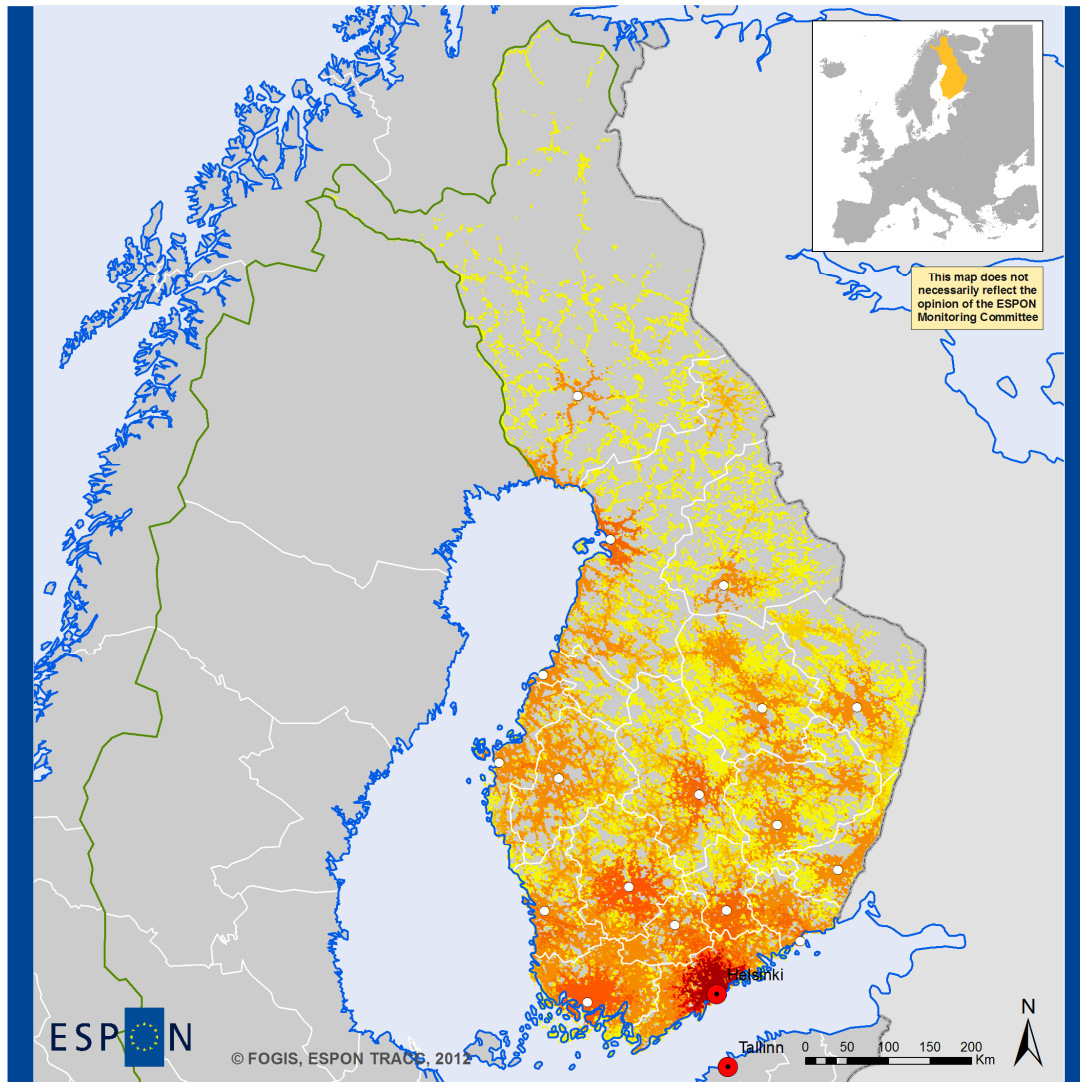 This map does not
necessarily reflect the
opinion of the ESPON
Monitoring Committee
Helsinki
Tallinn
N
0 50 100 150 200
Km
ESPON
© FOGIS, ESPON TRACC, 2012